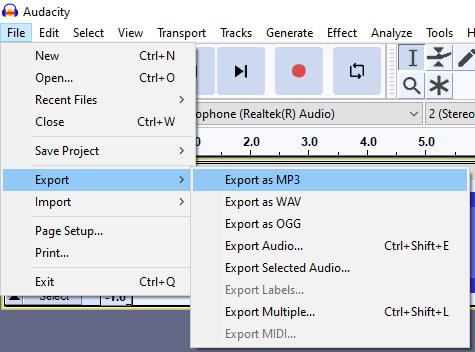 Audacity
File Edit Select View Transport Tracks Generate Effect Analyze Tools
New Ctrl+N
Open... Ctrl+O
Recent Files
Close Ctrl+W
ophone (Realtek(R) Audio) 2 (Stereo
Save Project
0 2.0 3.0 4.0 5.0
Export
Export as MP3
Import
Export as WAV
Export as OGG
Page Setup...
Export Audio... Ctrl+Shift+E
Print...
Export Selected Audio...
Exit Ctrl+Q
Export Labels...
Select -1.0
Export Multiple... Ctrl+Shift+L
Export MIDI...